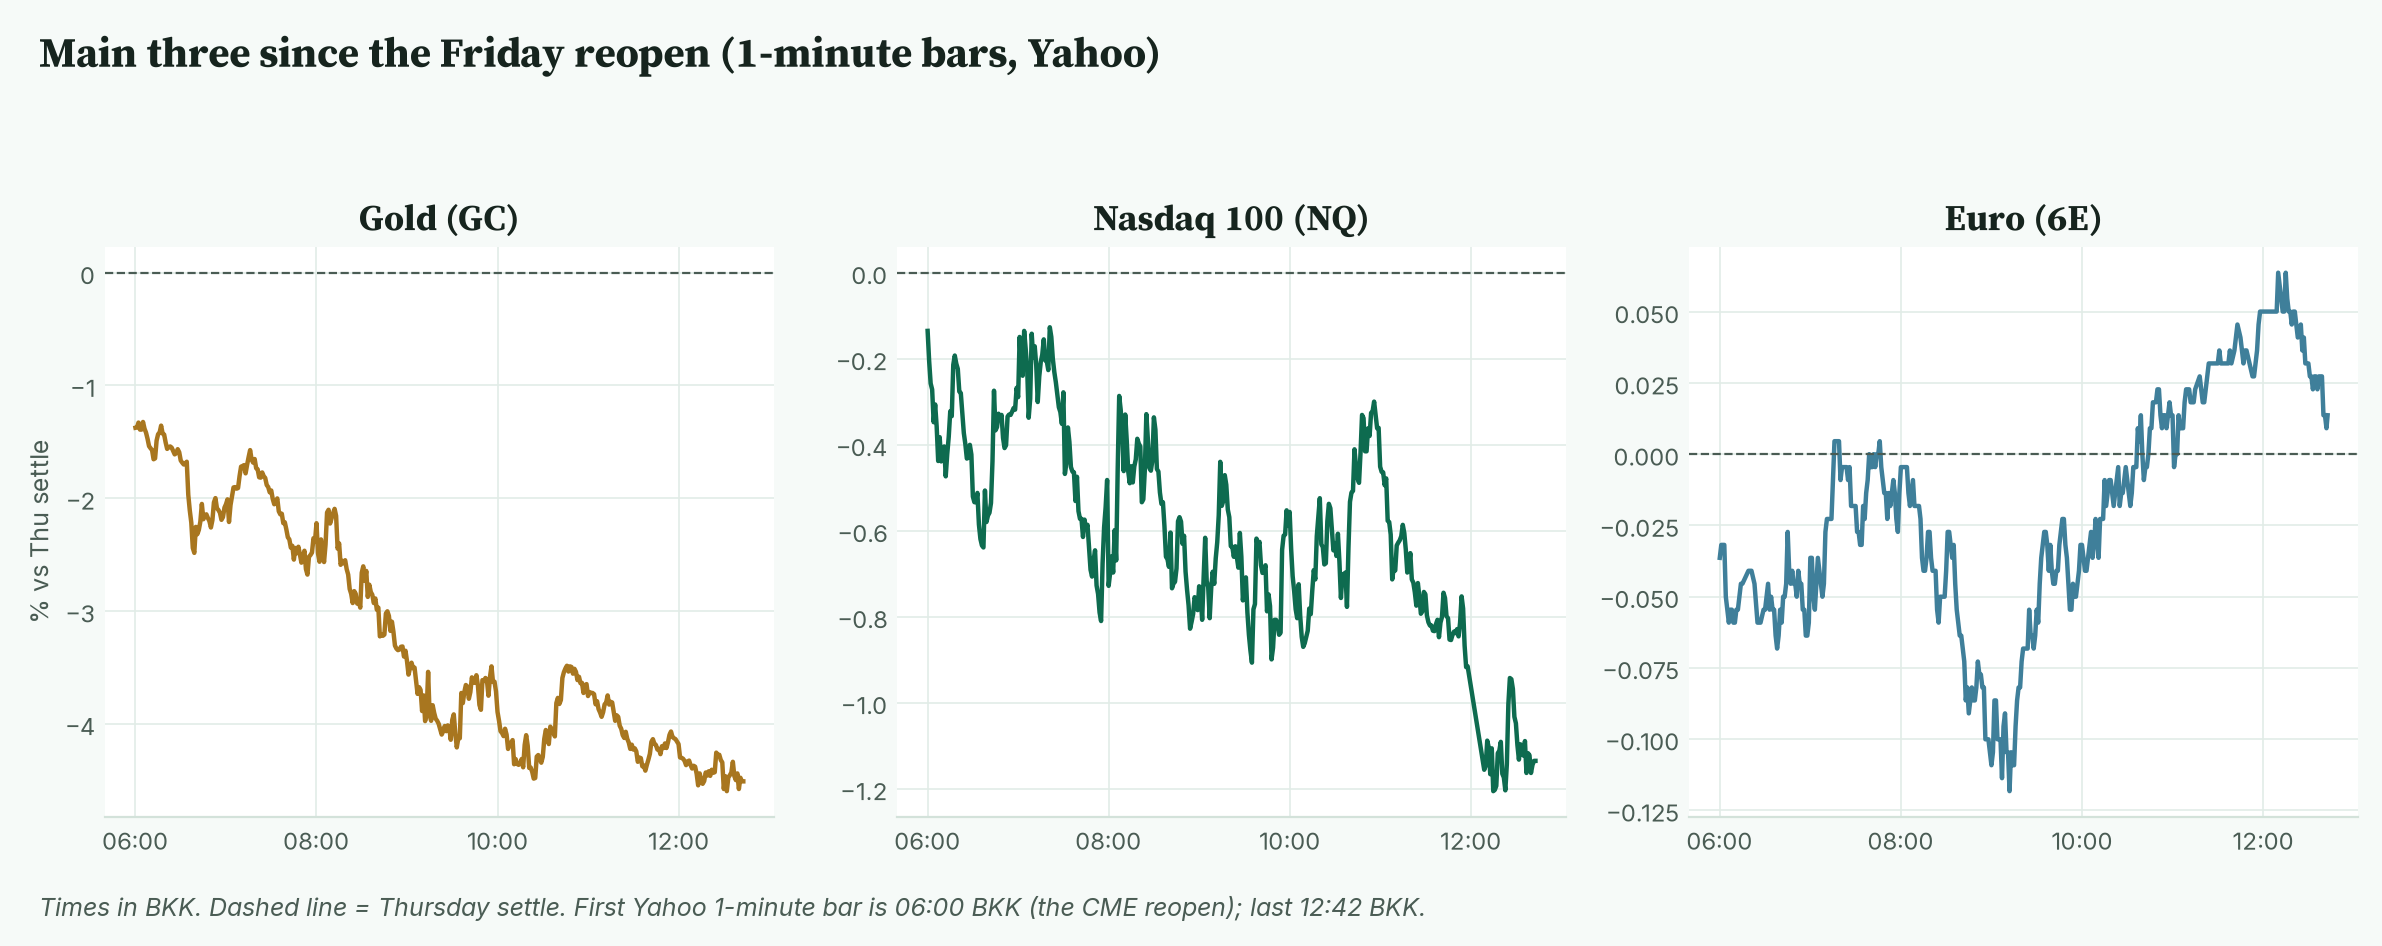 Main three since the Friday reopen (1-minute bars, Yahoo)
Gold (GC)
% vs Thu settle
0
−1
−2
−3
−4
06:00 08:00 10:00 12:00
Nasdaq 100 (NQ)
0.0
−0.2
−0.4
−0.6
−0.8
−1.0
−1.2
06:00 08:00 10:00 12:00
Euro (6E)
0.050
0.025
0.000
−0.025
−0.050
−0.075
−0.100
−0.125
06:00 08:00 10:00 12:00
Times in BKK. Dashed line = Thursday settle. First Yahoo 1-minute bar is 06:00 BKK (the CME reopen); last 12:42 BKK.